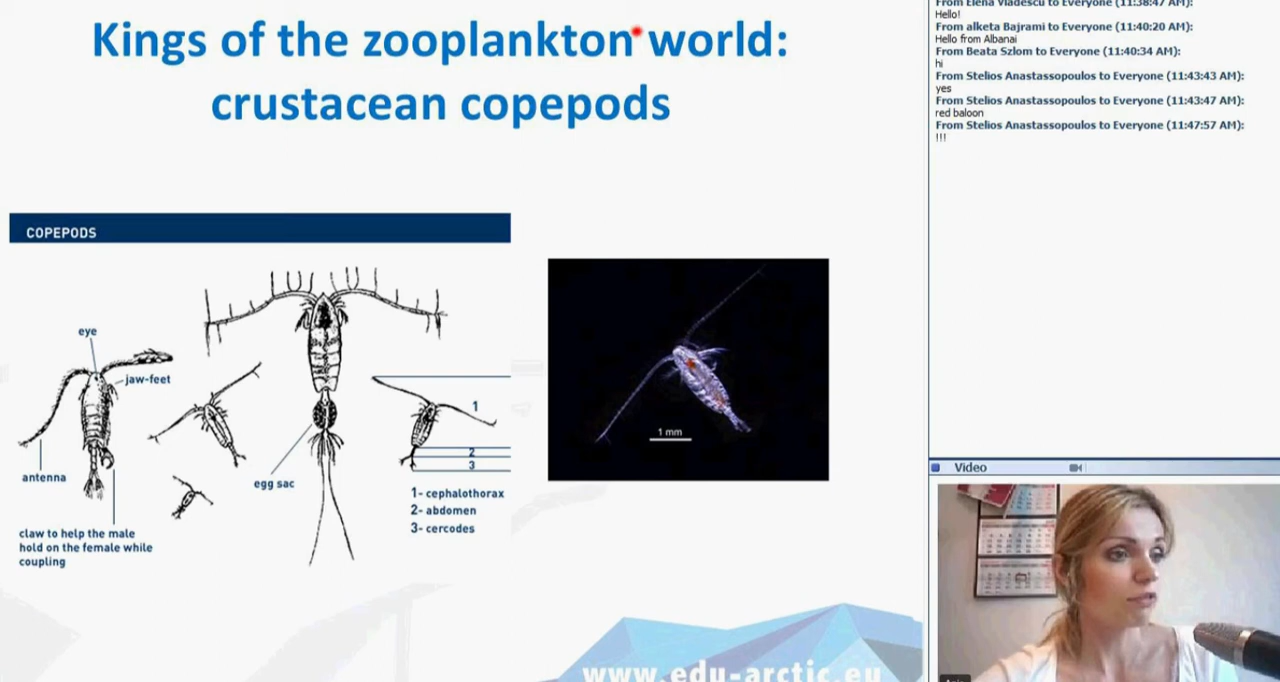 Kings of the zooplankton world:
crustacean copepods
COPEPODS
eye
jaw-feet
antenna
claw to help the male
hold on the female while
coupling
egg sac
1
2
3
1- cephalothorax
2- abdomen
3- cercodes
1 mm
www.edu-arctic.eu
From Elena Vladescu to Everyone (11:38:47 AM):
Hello!
From alketa Bajrami to Everyone (11:40:20 AM):
Hello from Albanai
From Beata Szlom to Everyone (11:40:34 AM):
hi
From Stelios Anastassopoulos to Everyone (11:43:43 AM):
yes
From Stelios Anastassopoulos to Everyone (11:43:47 AM):
red baloon
From Stelios Anastassopoulos to Everyone (11:47:57 AM):
!!!
Video